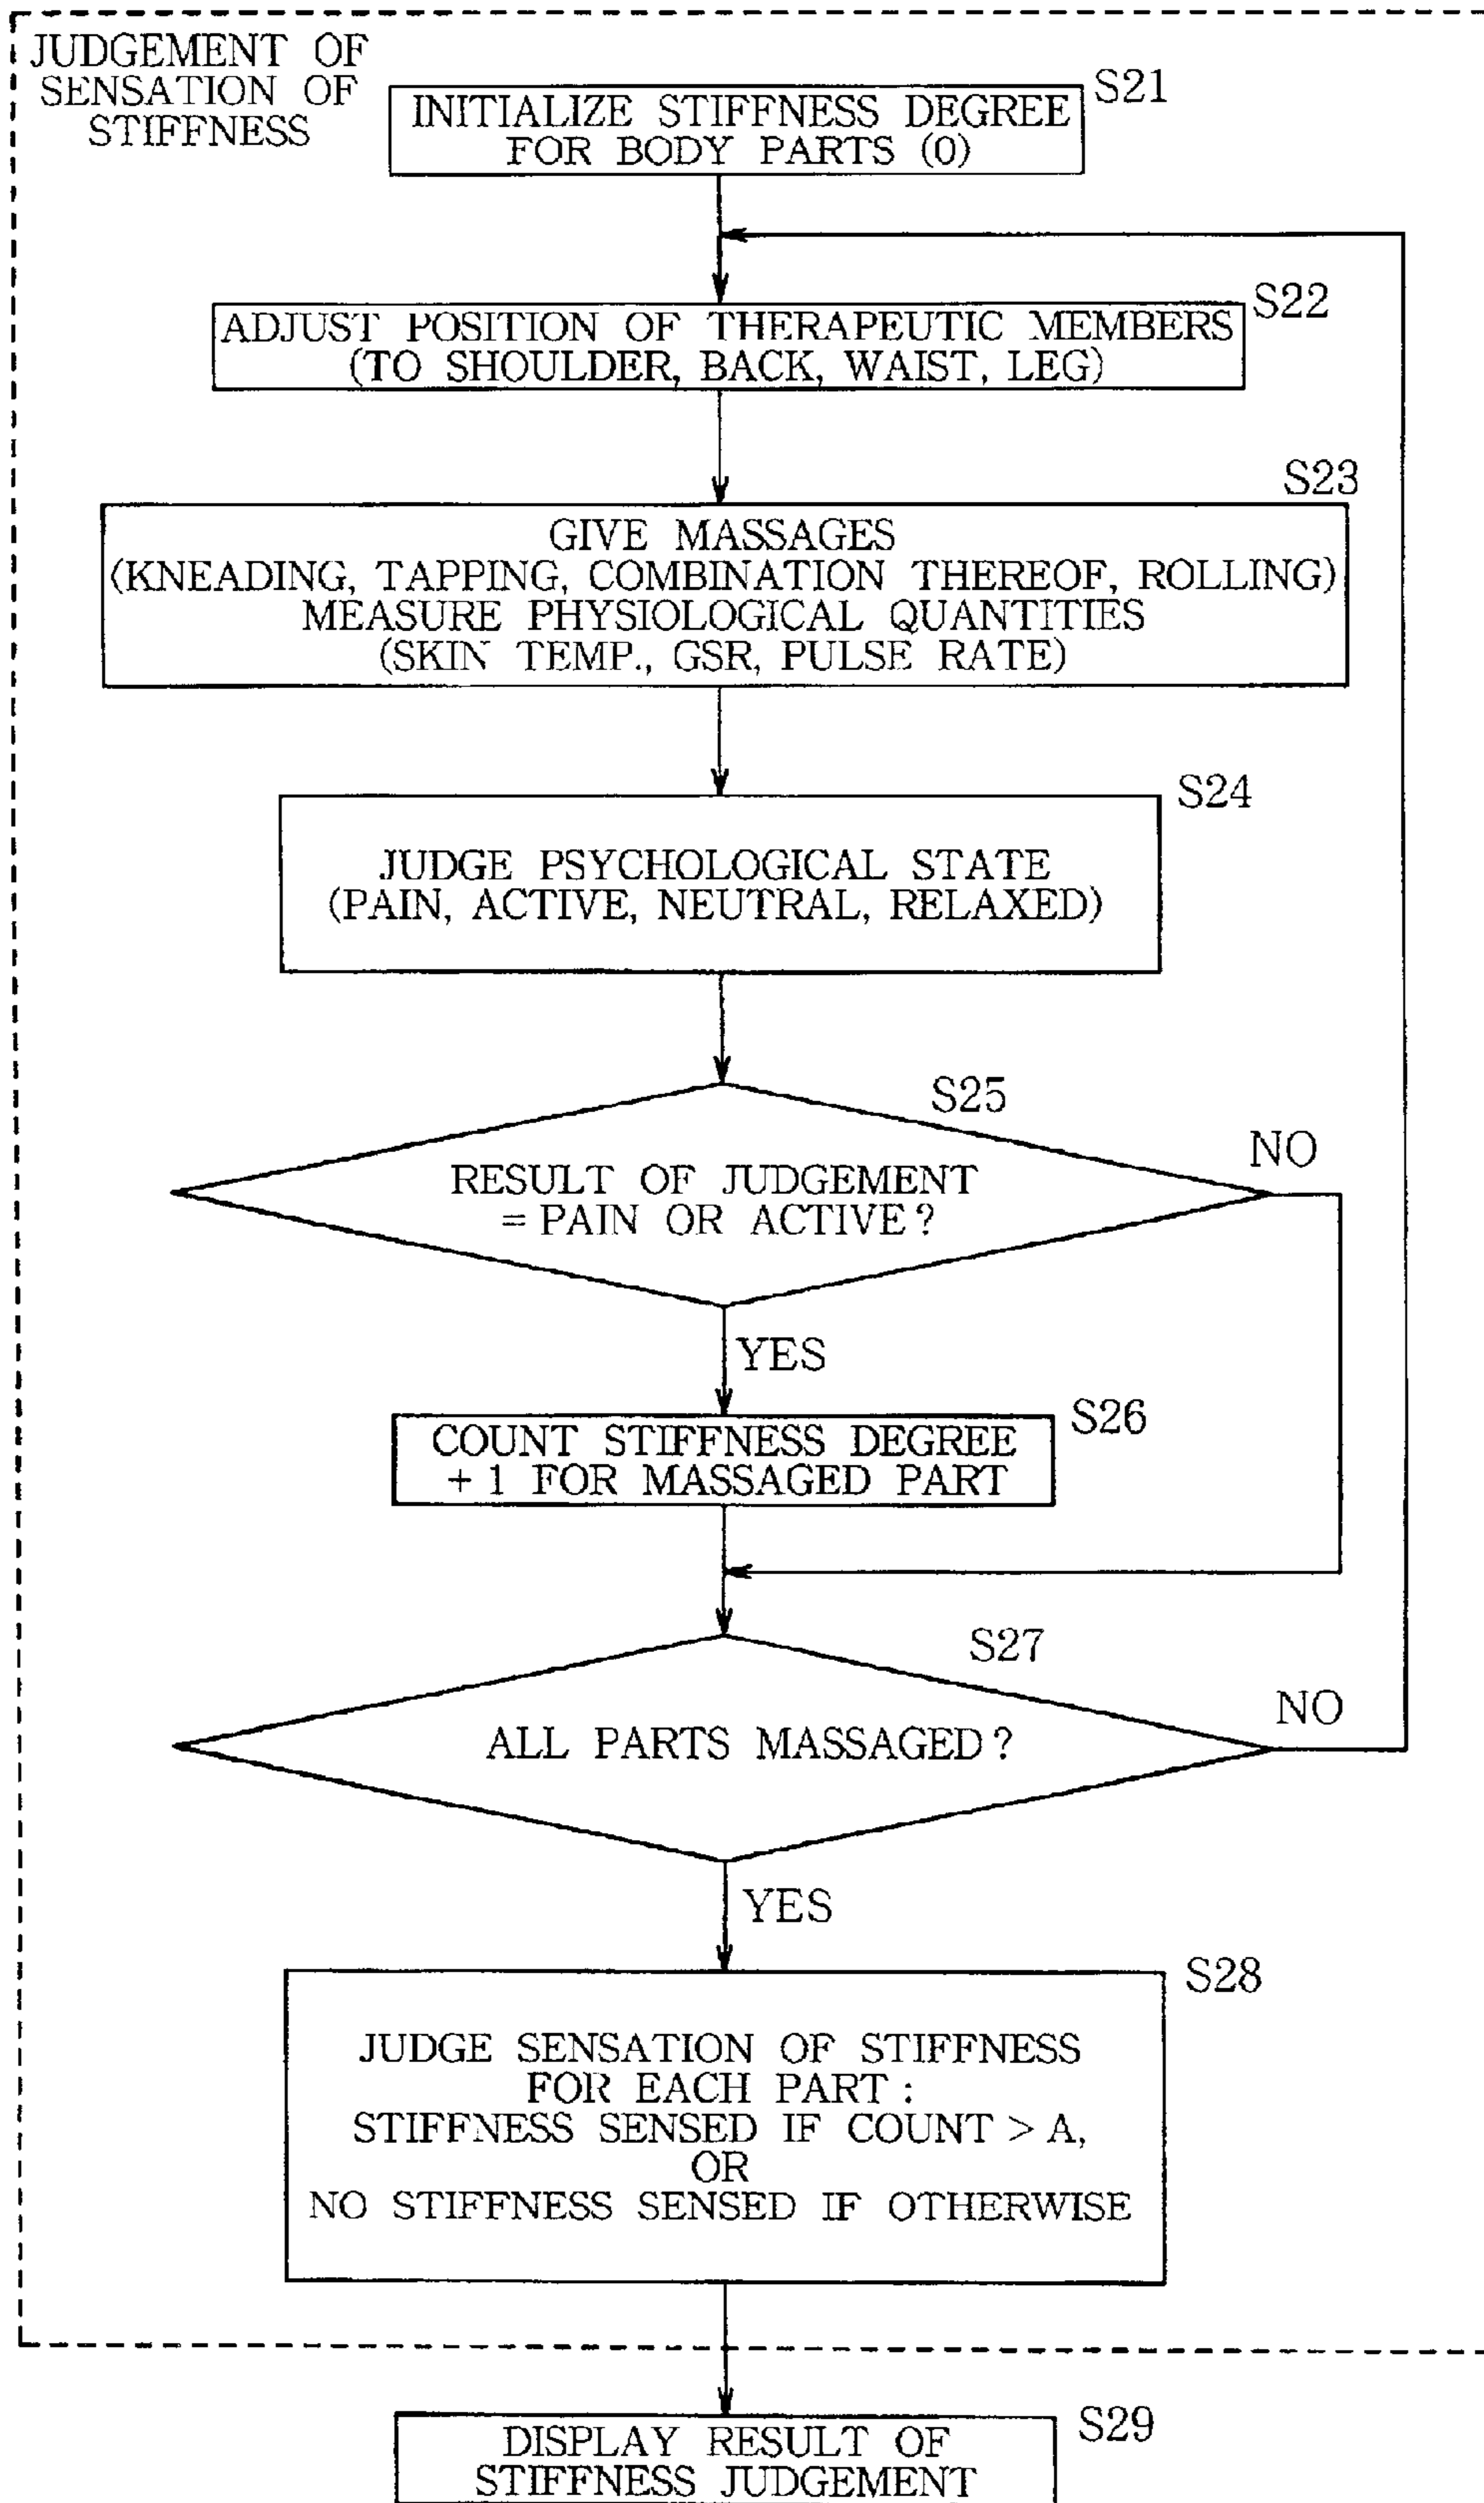 JUDGEMENT OF
SENSATION OF
STIFFNESS
S21
INITIALIZE STIFFNESS DEGREE
FOR BODY PARTS (0)
S22
ADJUST POSITION OF THERAPEUTIC MEMBERS
(TO SHOULDER, BACK, WAIST, LEG)
S23
GIVE MASSAGES
(KNEADING, TAPPING, COMBINATION THEREOF, ROLLING)
MEASURE PHYSIOLOGICAL QUANTITIES
(SKIN TEMP., GSR, PULSE RATE)
S24
JUDGE PSYCHOLOGICAL STATE
(PAIN, ACTIVE, NEUTRAL, RELAXED)
S25
NO
RESULT OF JUDGEMENT
= PAIN OR ACTIVE ?
YES
S26
COUNT STIFFNESS DEGREE
+ 1 FOR MASSAGED PART
S27
NO
ALL PARTS MASSAGED ?
YES
S28
JUDGE SENSATION OF STIFFNESS
FOR EACH PART :
STIFFNESS SENSED IF COUNT > A,
OR
NO STIFFNESS SENSED IF OTHERWISE
S29
DISPLAY RESULT OF
STIFFNESS JUDGEMENT